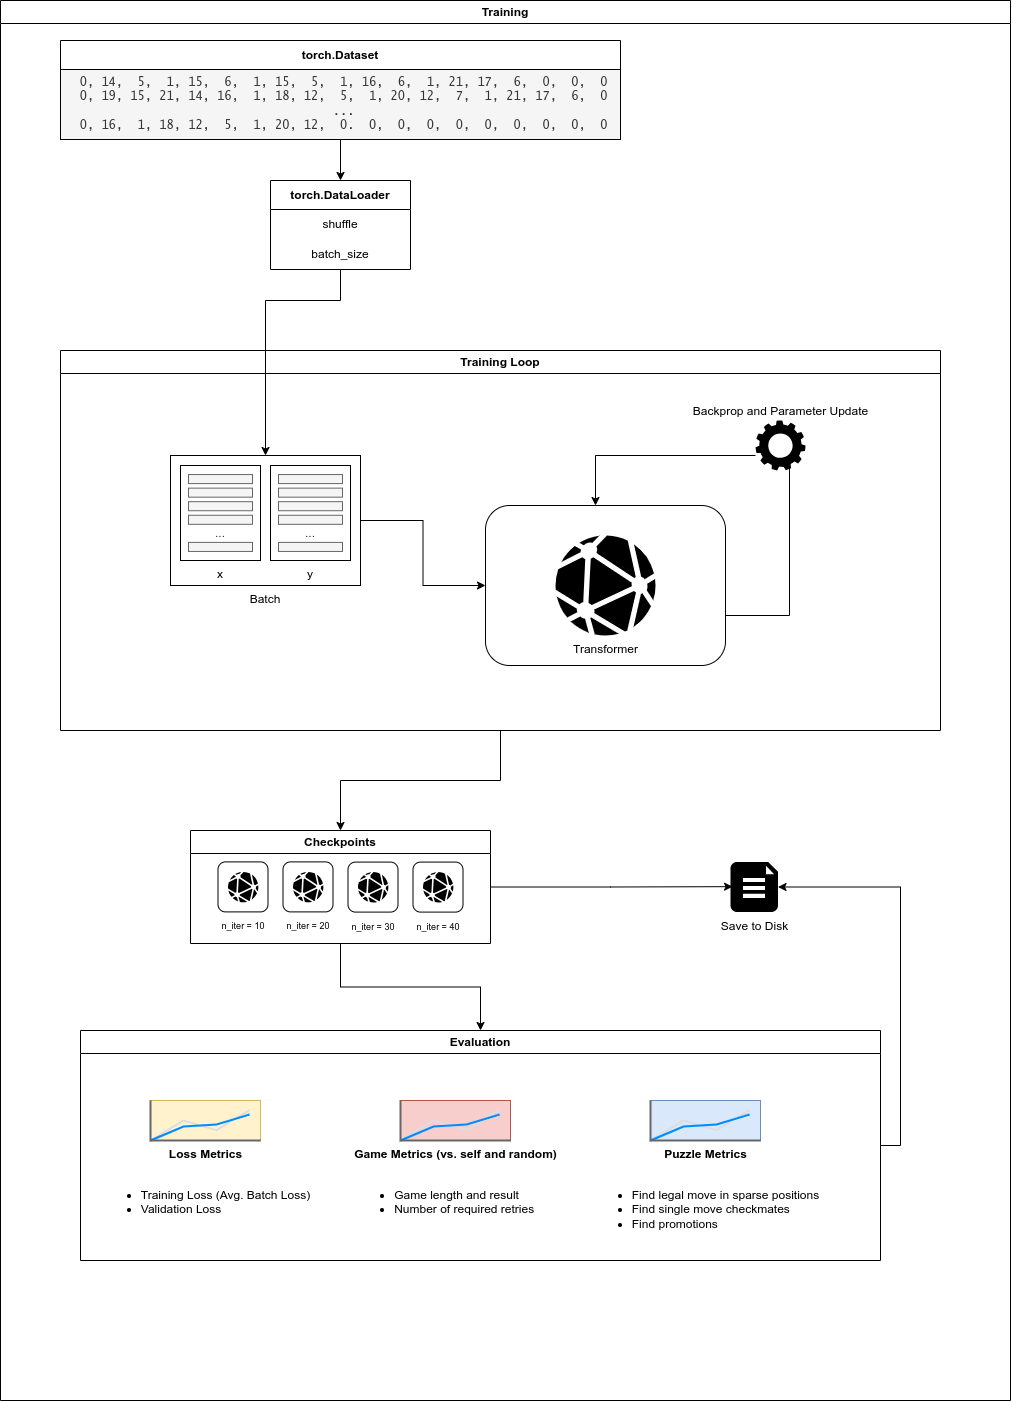 Training
torch.Dataset
0, 14, 5, 1, 15, 6, 1, 15, 5, 1, 16, 6, 1, 21, 17, 6, 0, 0, 0
0, 19, 15, 21, 14, 16, 1, 18, 12, 5, 1, 20, 12, 7, 1, 21, 17, 6, 0
...
0, 16, 1, 18, 12, 5, 1, 20, 12, 0. 0, 0, 0, 0, 0, 0, 0, 0, 0
torch.DataLoader
shuffle
batch_size
Training Loop
Backprop and Parameter Update
... ...
x y
Batch
Transformer
Checkpoints
n_iter = 10 n_iter = 20 n_iter = 30 n_iter = 40
Save to Disk
Evaluation
Loss Metrics
• Training Loss (Avg. Batch Loss)
• Validation Loss
Game Metrics (vs. self and random)
• Game length and result
• Number of required retries
Puzzle Metrics
• Find legal move in sparse positions
• Find single move checkmates
• Find promotions